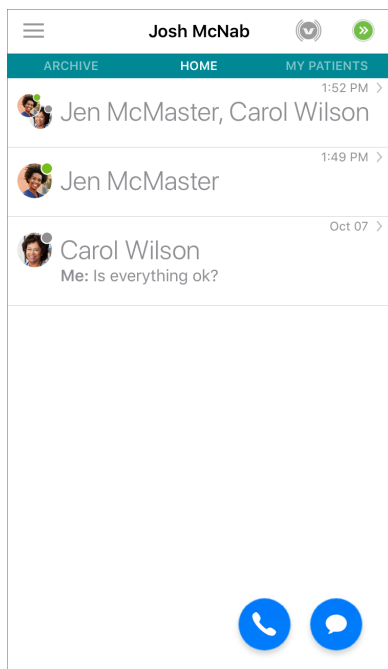 Josh McNab
ARCHIVE HOME MY PATIENTS
1:52 PM
Jen McMaster, Carol Wilson
1:49 PM
Jen McMaster
Oct 07
Carol Wilson
Me: Is everything ok?